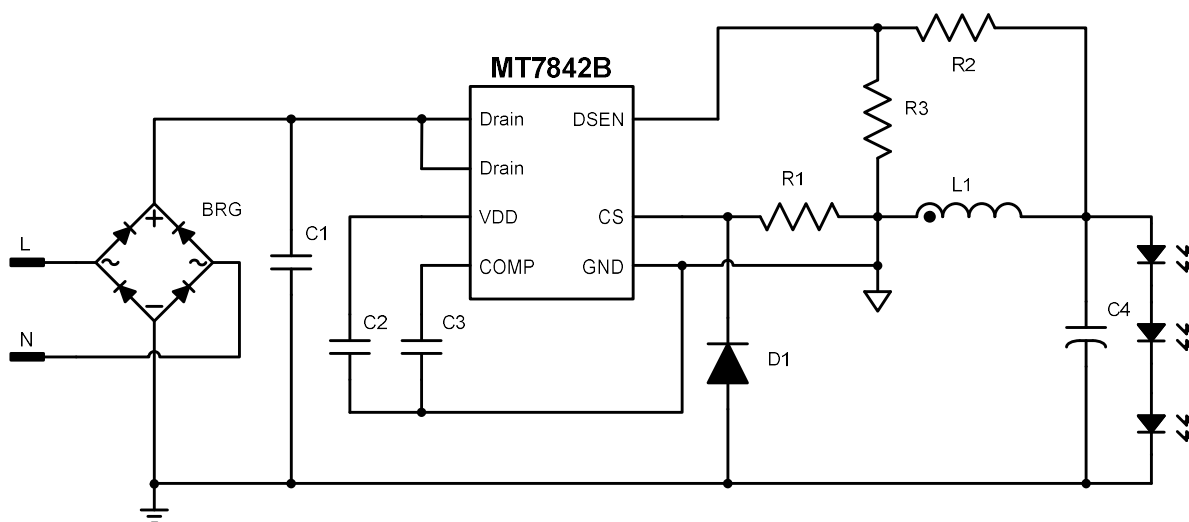 MT7842B
R2
Drain
DSEN
R3
Drain
R1
L1
BRG
VDD
CS
L
C1
COMP
GND
C2
C3
C4
N
D1